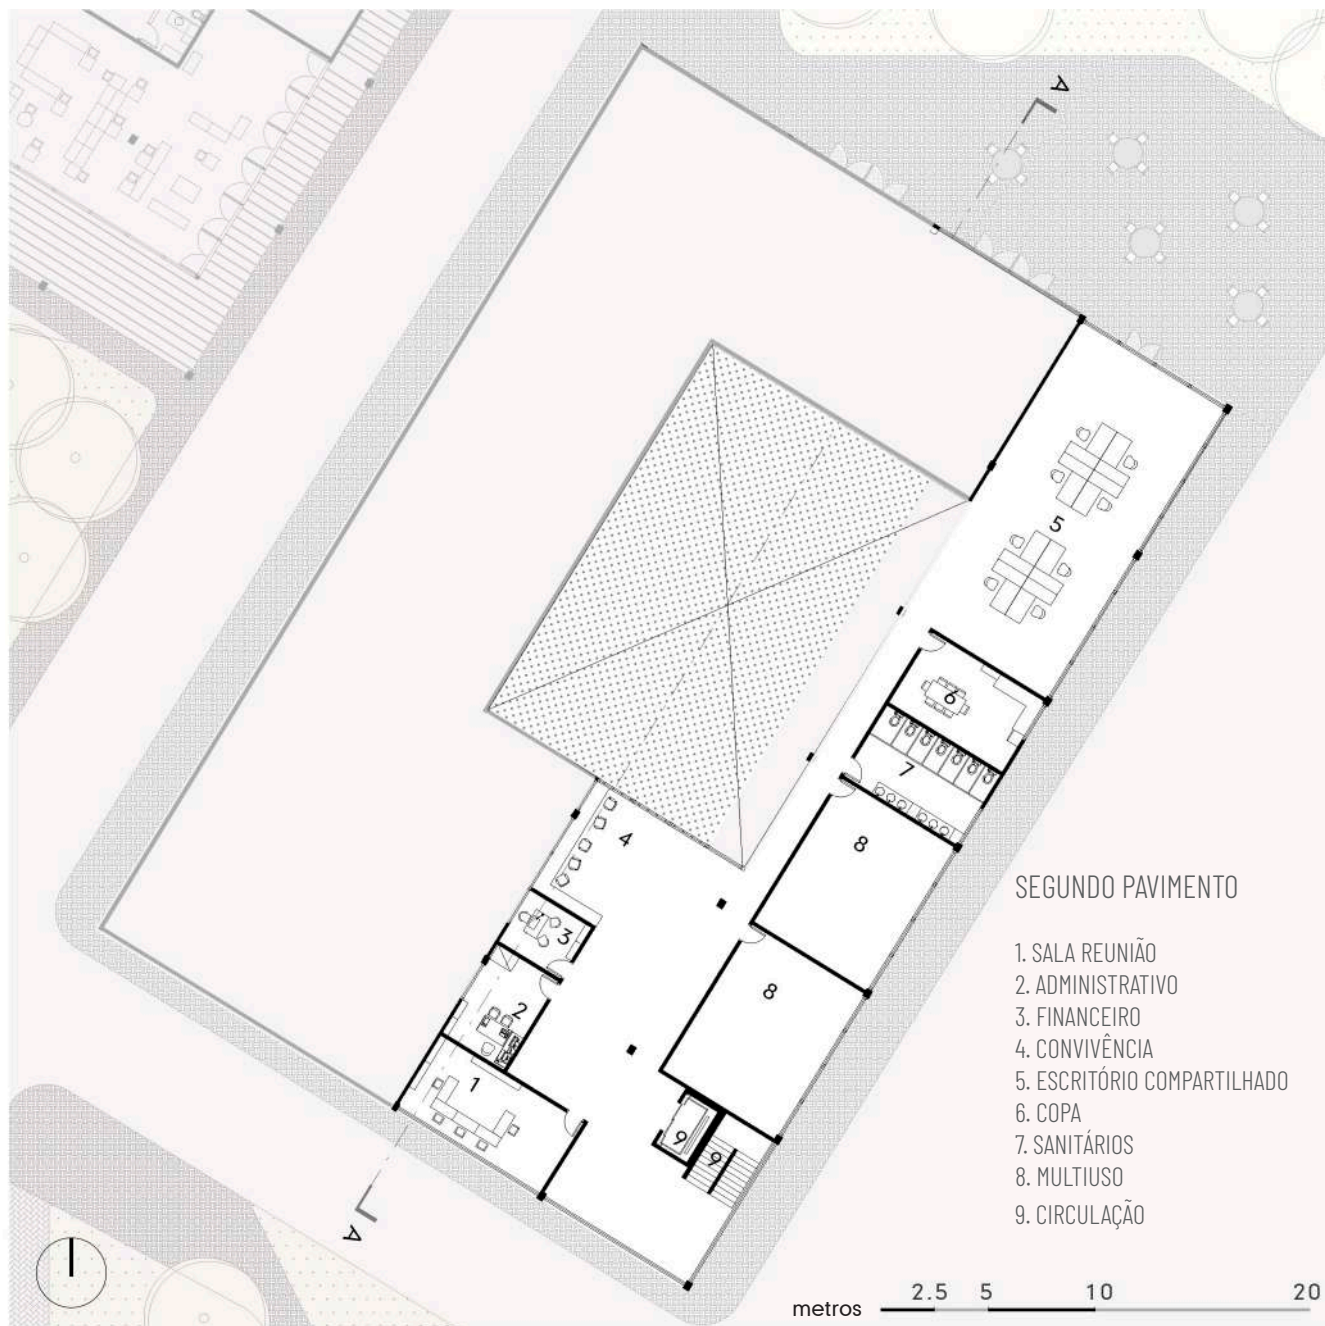 A
5
6
7
4
8
3
8
2
1
9
9
A
SEGUNDO PAVIMENTO
1. SALA REUNIÃO
2. ADMINISTRATIVO
3. FINANCEIRO
4. CONVIVÊNCIA
5. ESCRITÓRIO COMPARTILHADO
6. COPA
7. SANITÁRIOS
8. MULTIUSO
9. CIRCULAÇÃO
metros 2.5 5 10 20